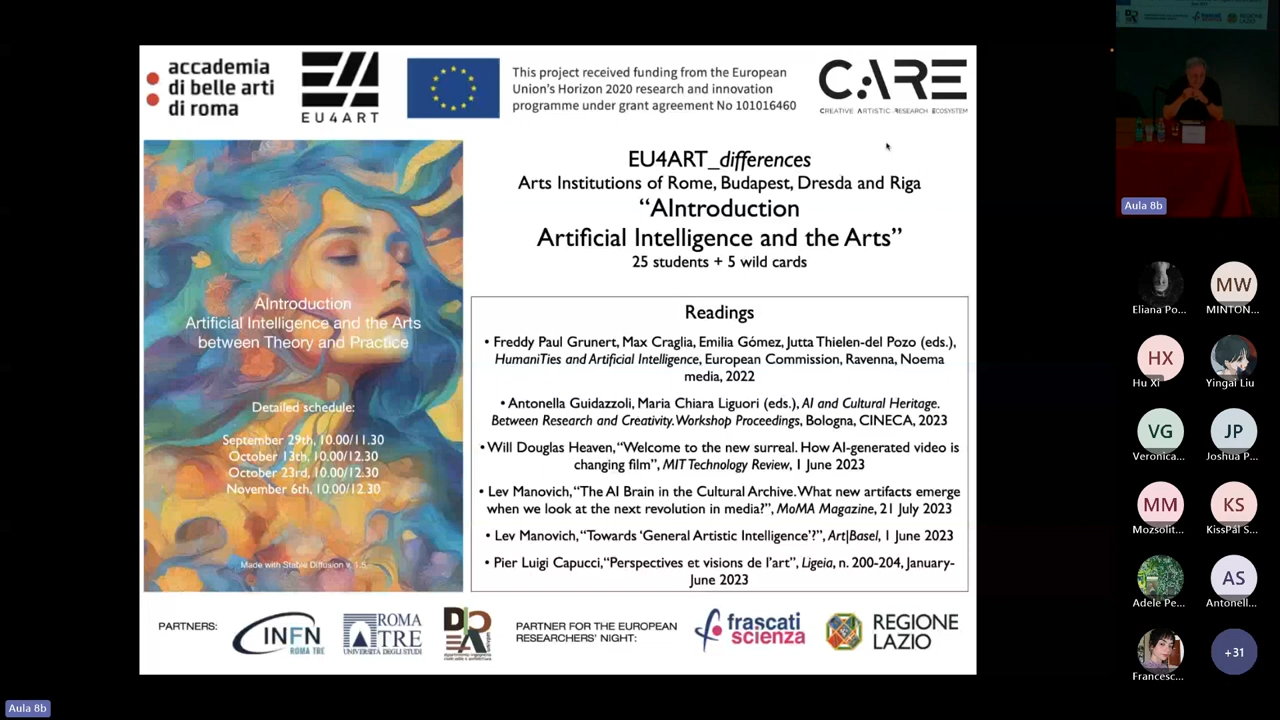 accademia
di belle arti
di roma
EU4ART
This project received funding from the European
Union's Horizon 2020 research and innovation
programme under grant agreement No 101016460
CARE
CREATIVE ARTISTIC RESEARCH ECOSYSTEM
EU4ART_differences
Arts Institutions of Rome, Budapest, Dresda and Riga
“AIntroduction
Artificial Intelligence and the Arts”
25 students + 5 wild cards
AIntroduction
Artificial Intelligence and the Arts
between Theory and Practice
Detailed schedule:
September 29th, 10.00/11.30
October 13th, 10.00/12.30
October 23rd, 10.00/12.30
November 6th, 10.00/12.30
Made with Stable Diffusion v. 1.5.
Readings
• Freddy Paul Grunert, Max Craglia, Emilia Gómez, Jutta Thielen-del Pozo (eds.),
HumaniTies and Artificial Intelligence, European Commission, Ravenna, Noema
media, 2022
• Antonella Guidazzoli, Maria Chiara Liguori (eds.), AI and Cultural Heritage.
Between Research and Creativity. Workshop Proceedings, Bologna, CINECA, 2023
• Will Douglas Heaven, “Welcome to the new surreal. How AI-generated video is
changing film”, MIT Technology Review, 1 June 2023
• Lev Manovich, “The AI Brain in the Cultural Archive. What new artifacts emerge
when we look at the next revolution in media?”, MoMA Magazine, 21 July 2023
• Lev Manovich, “Towards ‘General Artistic Intelligence’?”, Art|Basel, 1 June 2023
• Pier Luigi Capucci, “Perspectives et visions de l’art”, Ligeia, n. 200-204, January-
June 2023
PARTNERS:
INFN
ROMA TRE
ROMA
TRE
UNIVERSITÀ DEGLI STUDI
PARTNER FOR THE EUROPEAN
RESEARCHERS' NIGHT:
frascati
scienza
REGIONE
LAZIO
Aula 8b
Eliana Po...
MW
MINTON...
HX
Hu Xi
Yingal Liu
VG
Veronica...
JP
Joshua P...
MM
Mozsolit...
KS
KissPál S...
Adele Pe...
AS
Antonell...
Francesc...
+31
Aula 8b